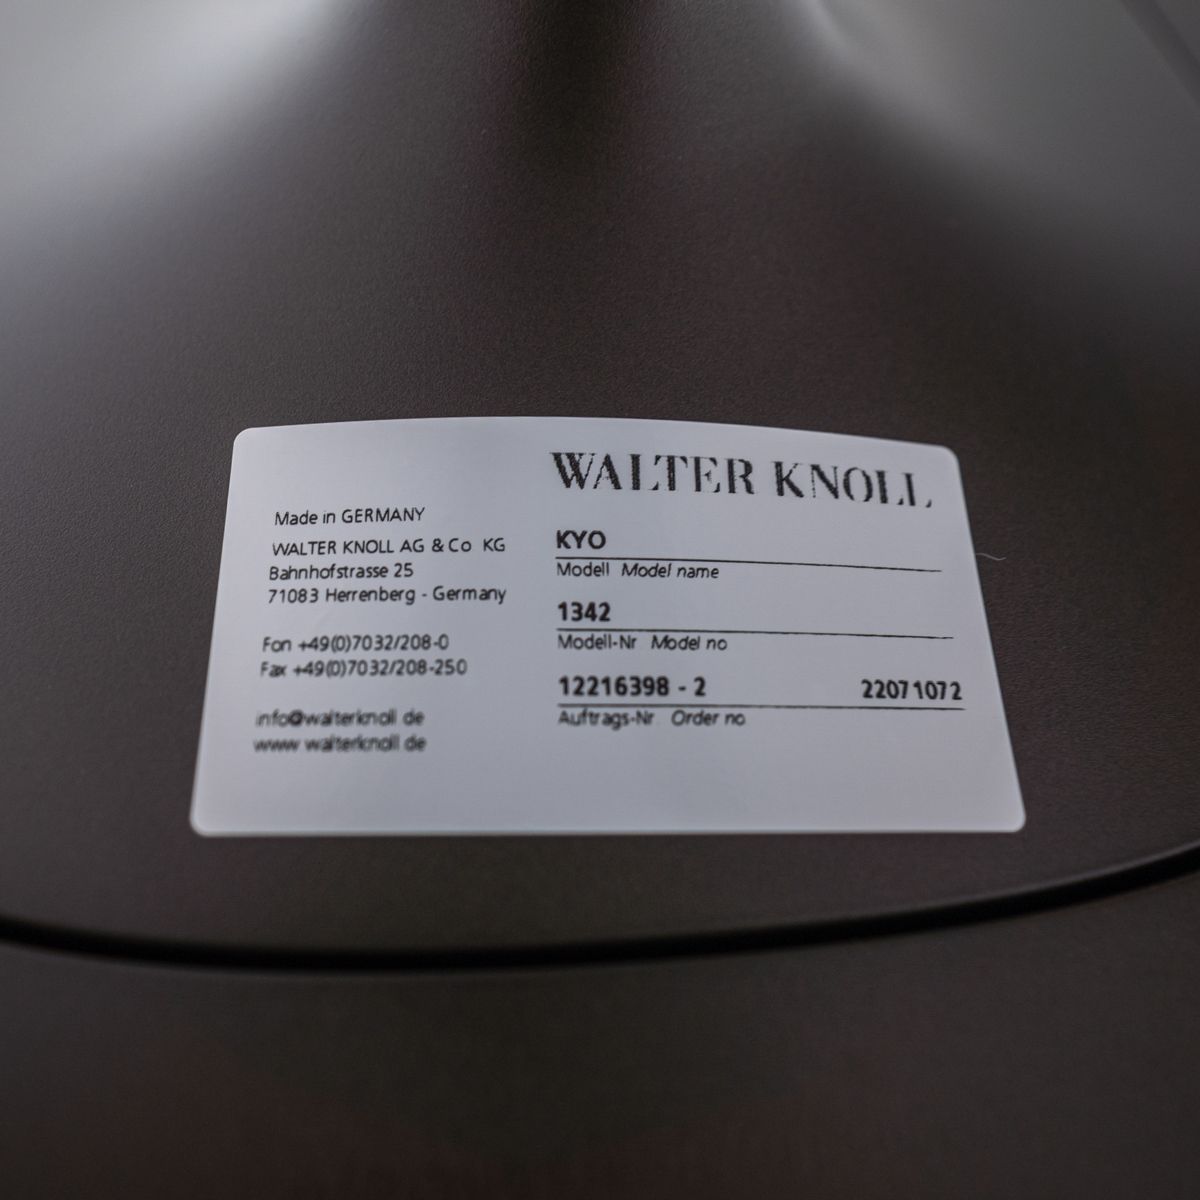 WALTER KNOLL
Made in GERMANY
WALTER KNOLL AG & Co KG
Bahnhofstrasse 25
71083 Herrenberg - Germany
Fon +49(0)7032/208-0
Fax +49(0)7032/208-250
info@walterknoll de
www walterknoll de
KYO
Modell Model name
1342
Modell-Nr Model no
12216398 - 2 22071072
Auftrags-Nr Order no